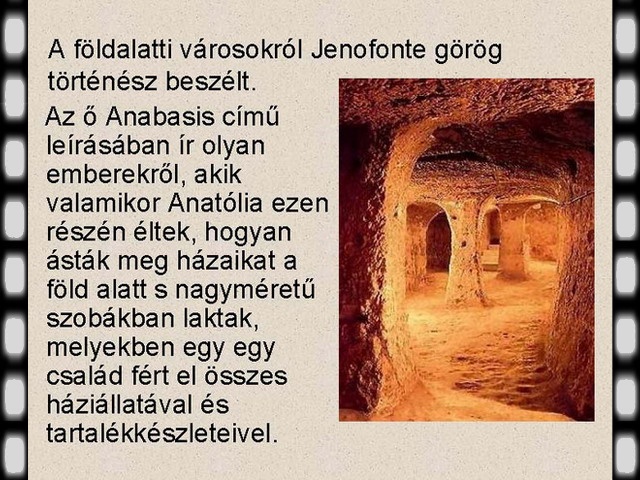 A földalatti városokról Jenofonte görög
történész beszélt.
Az ő Anabasis című
leírásában ír olyan
emberekről, akik
valamikor Anatólia ezen
részén éltek, hogyan
ásták meg házaikat a
föld alatt s nagyméretű
szobákban laktak,
melyekben egy egy
család fért el összes
háziállatával és
tartalékkészleteivel.